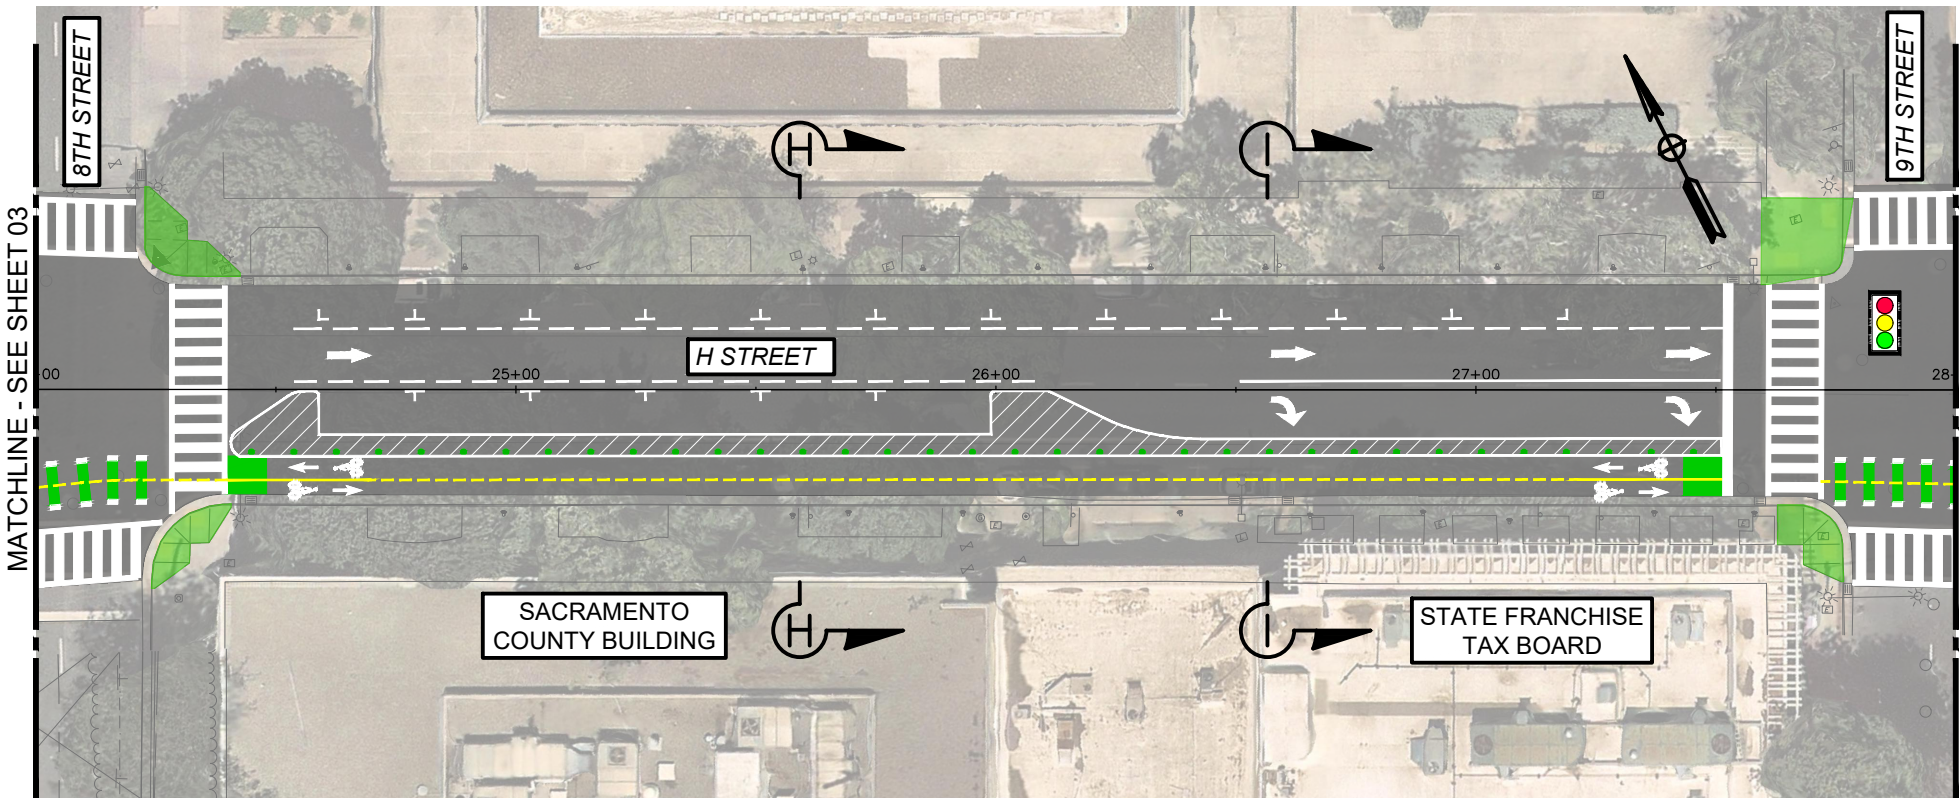 8TH STREET
9TH STREET
H
I
MATCHLINE - SEE SHEET 03
H STREET
00
25+00
26+00
27+00
28
SACRAMENTO
COUNTY BUILDING
H
I
STATE FRANCHISE
TAX BOARD